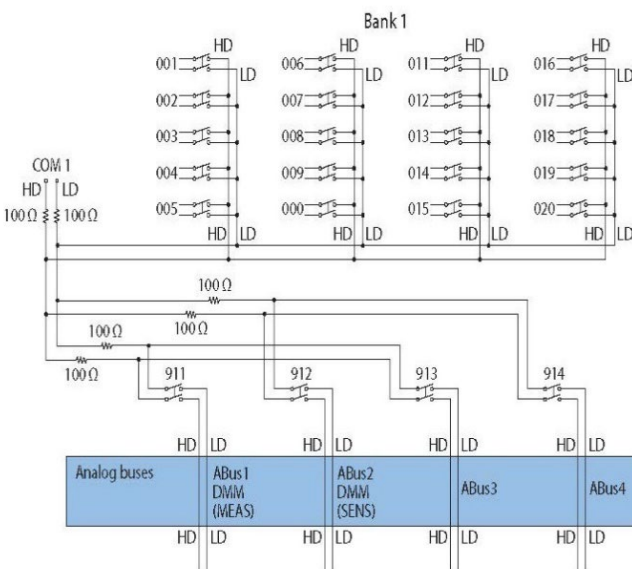 Bank 1
HD HD HD HD
001 006 011 016
LD LD LD LD
002 007 012 017
003 008 013 018
COM 1
004 009 014 019
HD LD
100 Ω 100 Ω
005 000 015 020
HD LD HD LD HD LD HD LD
100 Ω
100 Ω
100 Ω
100 Ω
911 912 913 914
HD LD HD LD HD LD HD LD
Analog buses
ABus1
DMM
(MEAS)
ABus2
DMM
(SENS)
ABus3
ABus4
HD LD HD LD HD LD HD LD